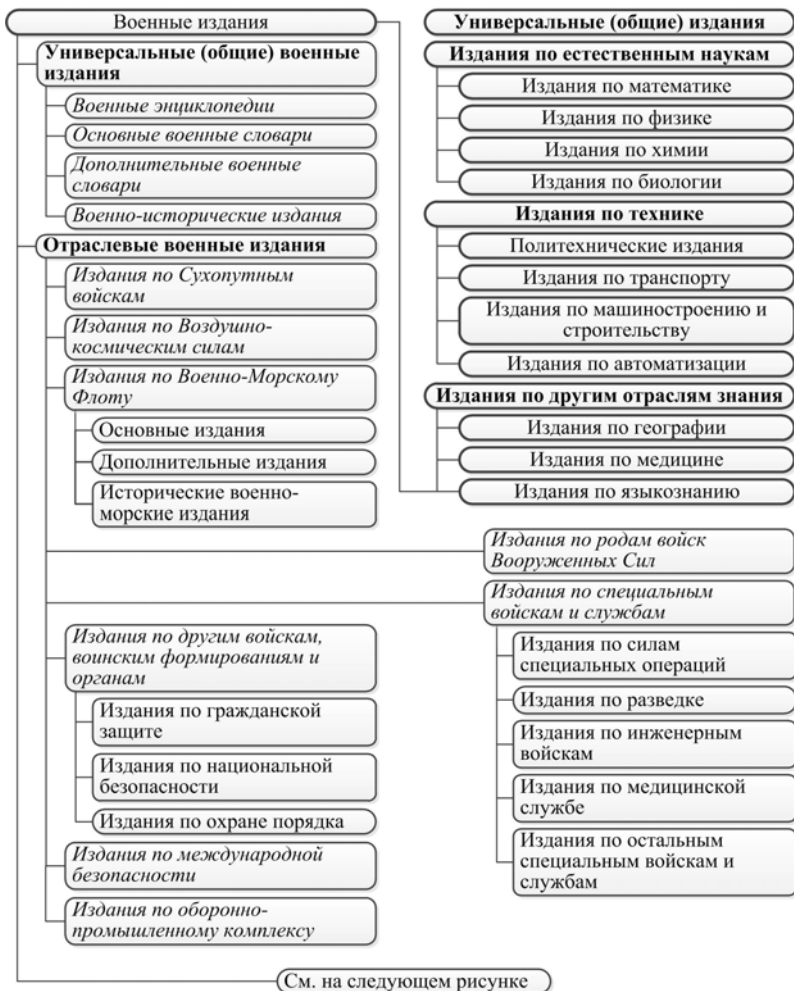 Военные издания
Универсальные (общие) военные
издания
Военные энциклопедии
Основные военные словари
Дополнительные военные
словари
Военно-исторические издания
Отраслевые военные издания
Издания по Сухопутным
войскам
Издания по Воздушно-
космическим силам
Издания по Военно-Морскому
Флоту
Основные издания
Дополнительные издания
Исторические военно-
морские издания
Универсальные (общие) издания
Издания по естественным наукам
Издания по математике
Издания по физике
Издания по химии
Издания по биологии
Издания по технике
Политехнические издания
Издания по транспорту
Издания по машиностроению и
строительству
Издания по автоматизации
Издания по другим отраслям знания
Издания по географии
Издания по медицине
Издания по языкознанию
Издания по родам войск
Вооруженных Сил
Издания по специальным
войскам и службам
Издания по силам
специальных операций
Издания по разведке
Издания по инженерным
войскам
Издания по медицинской
службе
Издания по остальным
специальным войскам и
службам
Издания по другим войскам,
воинским формированиям и
органам
Издания по гражданской
защите
Издания по национальной
безопасности
Издания по охране порядка
Издания по международной
безопасности
Издания по оборонно-
промышленному комплексу
См. на следующем рисунке